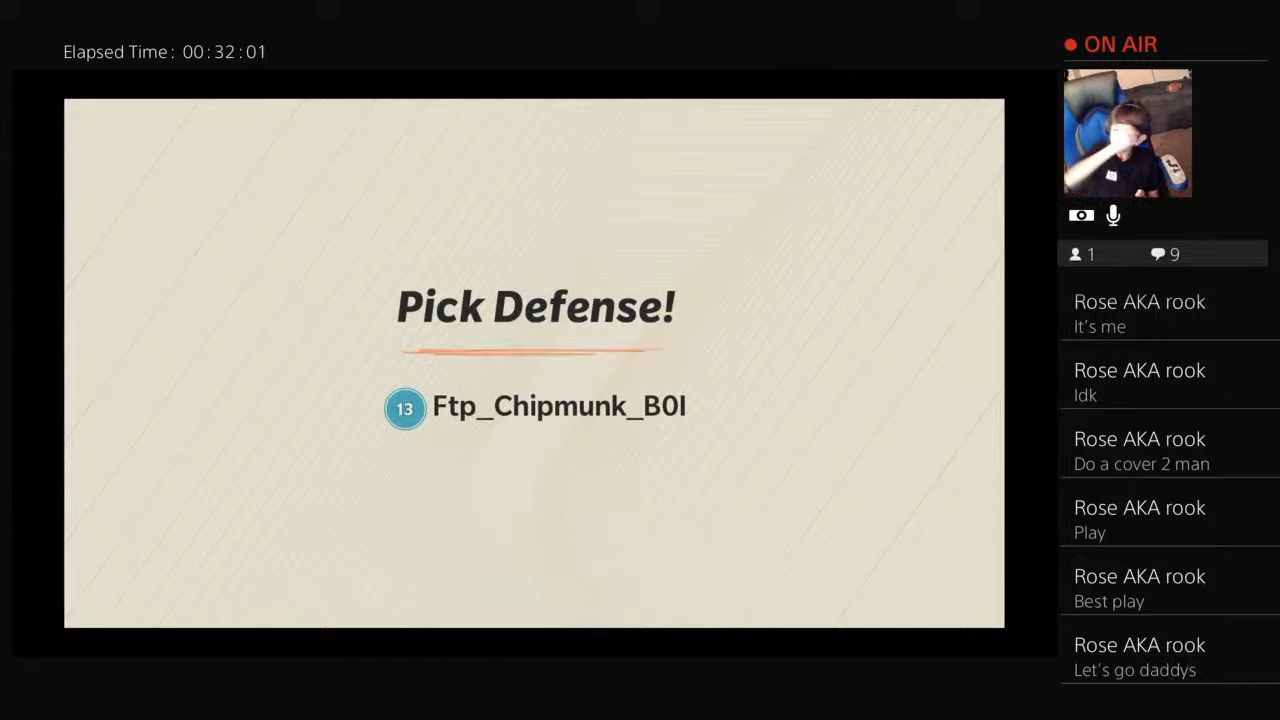 Elapsed Time: 00:32:01
ON AIR
1
9
Pick Defense!
13 Ftp_Chipmunk_B0I
Rose AKA rook
It's me
Rose AKA rook
Idk
Rose AKA rook
Do a cover 2 man
Rose AKA rook
Play
Rose AKA rook
Best play
Rose AKA rook
Let's go daddys